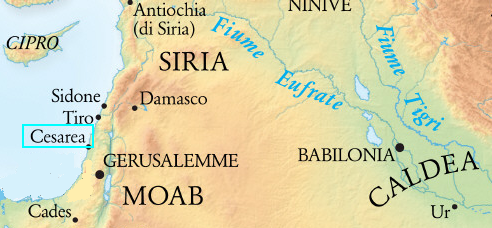 NINIVE
Antiochia
(di Siria)
CIPRO
Fiume
Eufrate
Fiume
Tigri
SIRIA
Sidone
Damasco
Tiro
Cesarea
GERUSALEMME
BABILONIA
CALDEA
MOAB
Cades
Ur